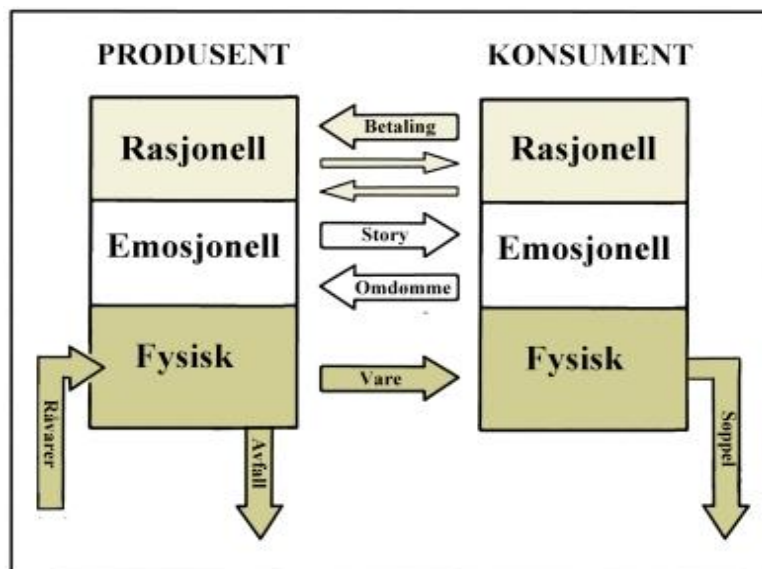 PRODUSENT
KONSUMENT
Rasjonell
Betaling
Rasjonell
Emosjonell
Story
Omdømme
Emosjonell
Fysisk
Vare
Fysisk
Råvarer
Avfall
Søppel